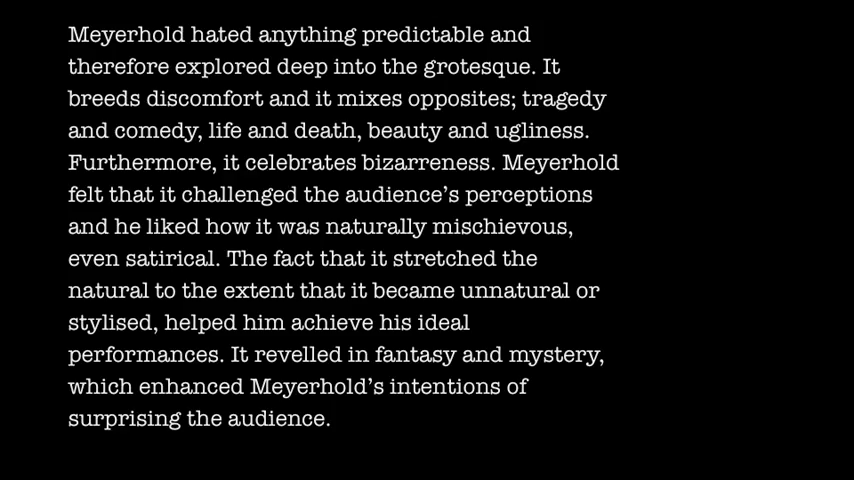 Meyerhold hated anything predictable and
therefore explored deep into the grotesque. It
breeds discomfort and it mixes opposites; tragedy
and comedy, life and death, beauty and ugliness.
Furthermore, it celebrates bizarreness. Meyerhold
felt that it challenged the audience’s perceptions
and he liked how it was naturally mischievous,
even satirical. The fact that it stretched the
natural to the extent that it became unnatural or
stylised, helped him achieve his ideal
performances. It revelled in fantasy and mystery,
which enhanced Meyerhold’s intentions of
surprising the audience.